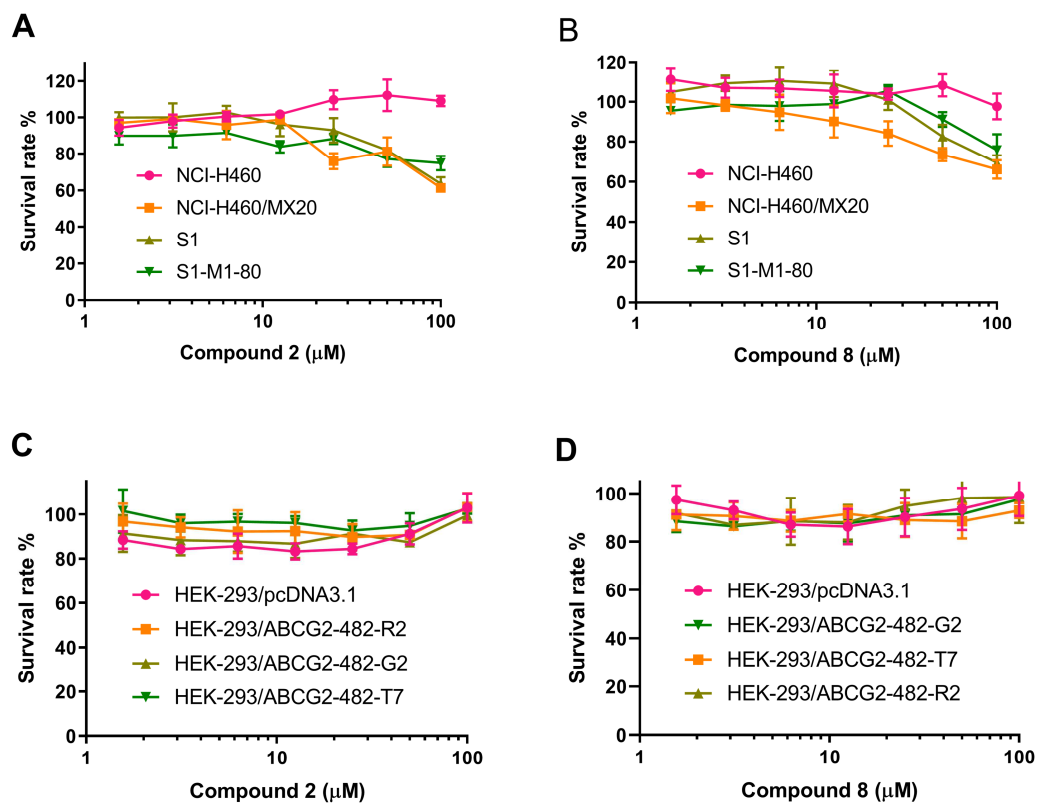 A
Survival rate %
120
100
80
60
40
20
0
NCI-H460
NCI-H460/MX20
S1
S1-M1-80
1
10
100
Compound 2 (μM)
B
Survival rate %
120
100
80
60
40
20
0
NCI-H460
NCI-H460/MX20
S1
S1-M1-80
1
10
100
Compound 8 (μM)
C
Survival rate %
100
80
60
40
20
0
HEK-293/pcDNA3.1
HEK-293/ABCG2-482-R2
HEK-293/ABCG2-482-G2
HEK-293/ABCG2-482-T7
1
10
100
Compound 2 (μM)
D
Survival rate %
100
80
60
40
20
0
HEK-293/pcDNA3.1
HEK-293/ABCG2-482-G2
HEK-293/ABCG2-482-T7
HEK-293/ABCG2-482-R2
1
10
100
Compound 8 (μM)